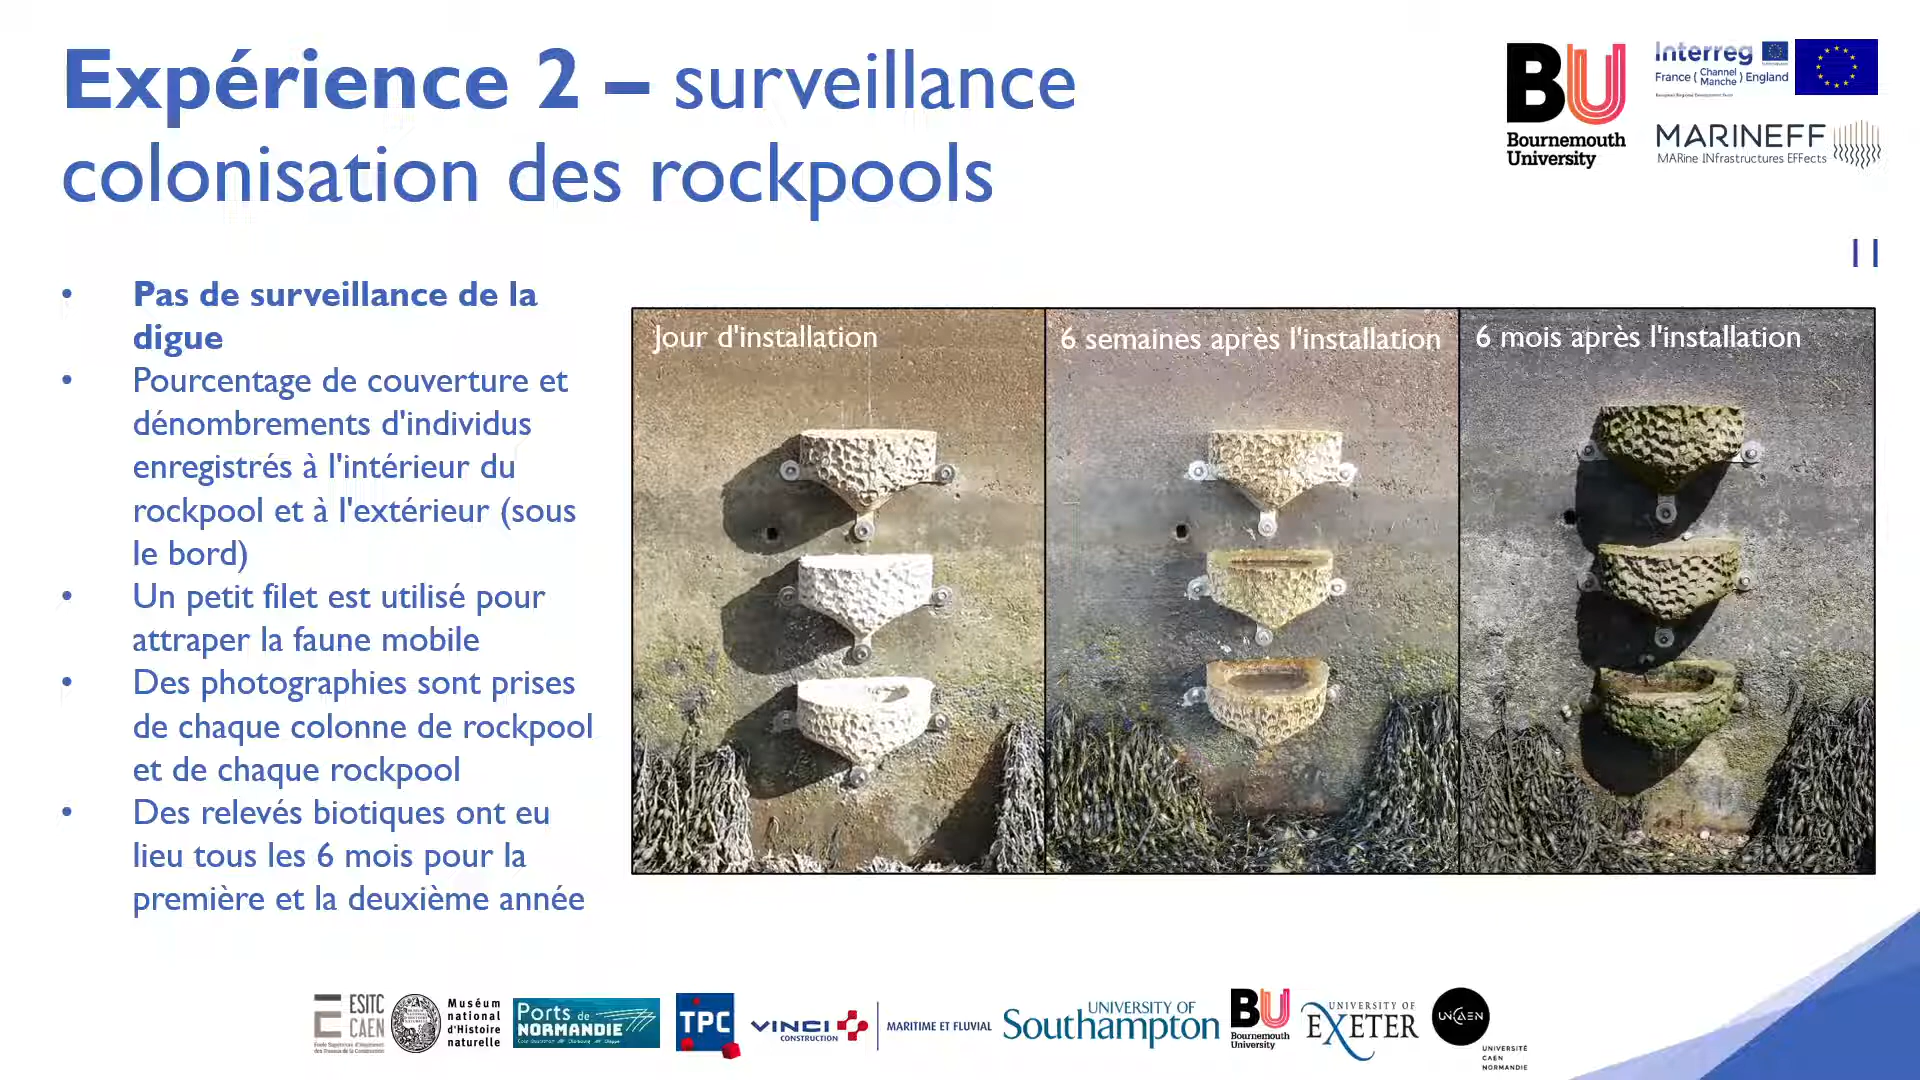 Expérience 2 – surveillance
colonisation des rockpools
BU
Bournemouth
University
Interreg
France ( Channel Manche ) England
European Regional Development Fund
MARINEFF
MARine INfrastructures EFFects
11
• Pas de surveillance de la
digue
• Pourcentage de couverture et
dénombrements d'individus
enregistrés à l'intérieur du
rockpool et à l'extérieur (sous
le bord)
• Un petit filet est utilisé pour
attraper la faune mobile
• Des photographies sont prises
de chaque colonne de rockpool
et de chaque rockpool
• Des relevés biotiques ont eu
lieu tous les 6 mois pour la
première et la deuxième année
Jour d'installation
6 semaines après l'installation
6 mois après l'installation
ESITC
CAEN
Muséum
national
d'Histoire
naturelle
Ports de
NORMANDIE
TPC
VINCI
CONSTRUCTION
MARITIME ET FLUVIAL
UNIVERSITY OF
Southampton
BU
Bournemouth
University
UNIVERSITY OF
EXETER
UNICAEN
UNIVERSITÉ
CAEN
NORMANDIE